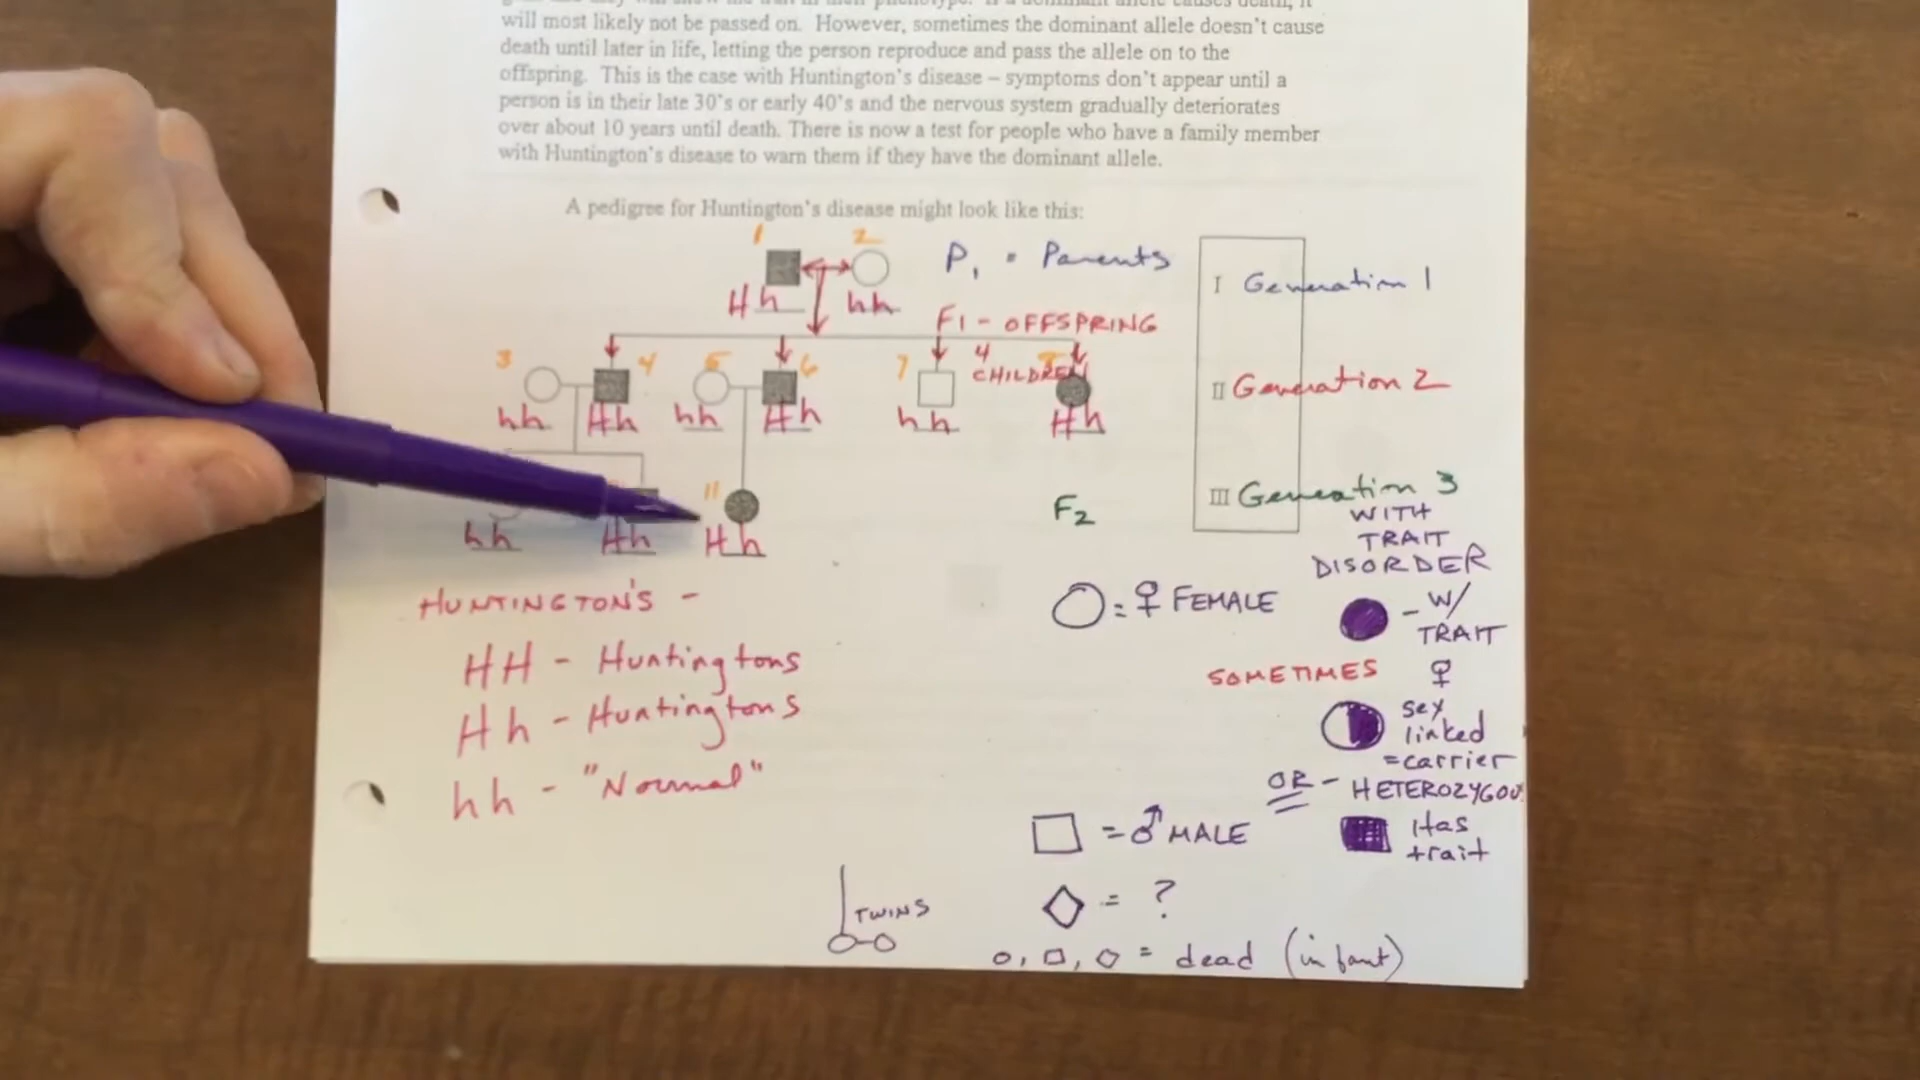 will most likely not be passed on. However, sometimes the dominant allele doesn't cause
death until later in life, letting the person reproduce and pass the allele on to the
offspring. This is the case with Huntington's disease – symptoms don't appear until a
person is in their late 30's or early 40's and the nervous system gradually deteriorates
over about 10 years until death. There is now a test for people who have a family member
with Huntington's disease to warn them if they have the dominant allele.
A pedigree for Huntington's disease might look like this:
1 2 P1 = Parents
I Generation 1
Hh hh
F1 - OFFSPRING
3 4 5 6 7 4
CHILDREN
II Generation 2
hh Hh hh Hh hh Hh
11
F2
III Generation 3
hh Hh Hh
WITH
TRAIT
DISORDER
HUNTINGTON'S -
= ♀ FEMALE
- W/
TRAIT
HH - Huntingtons
SOMETIMES ♀
Hh - Huntingtons
sex
linked
= carrier
hh - "Normal"
OR - HETEROZYGOU
= ♂ MALE
Has
trait
= ?
TWINS
= dead (infant)